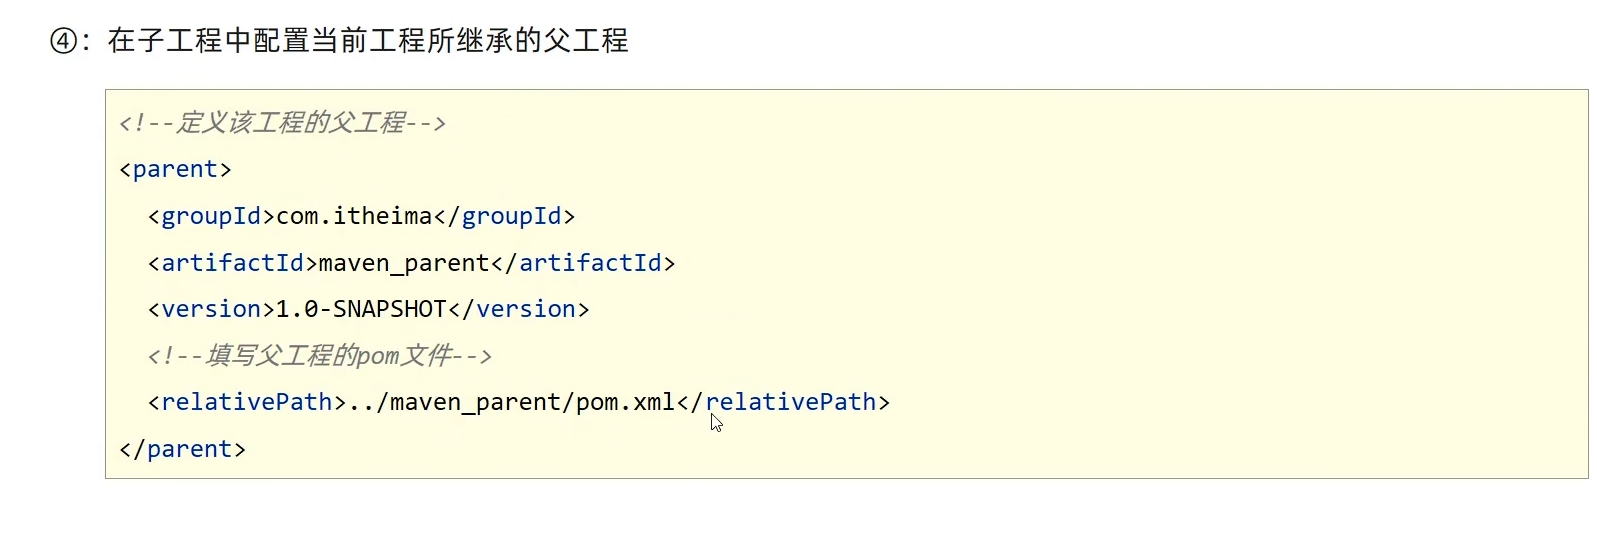 ④：在子工程中配置当前工程所继承的父工程
<!--定义该工程的父工程-->
<parent>
<groupId>com.itheima</groupId>
<artifactId>maven_parent</artifactId>
<version>1.0-SNAPSHOT</version>
<!--填写父工程的pom文件-->
<relativePath>../maven_parent/pom.xml</relativePath>
</parent>